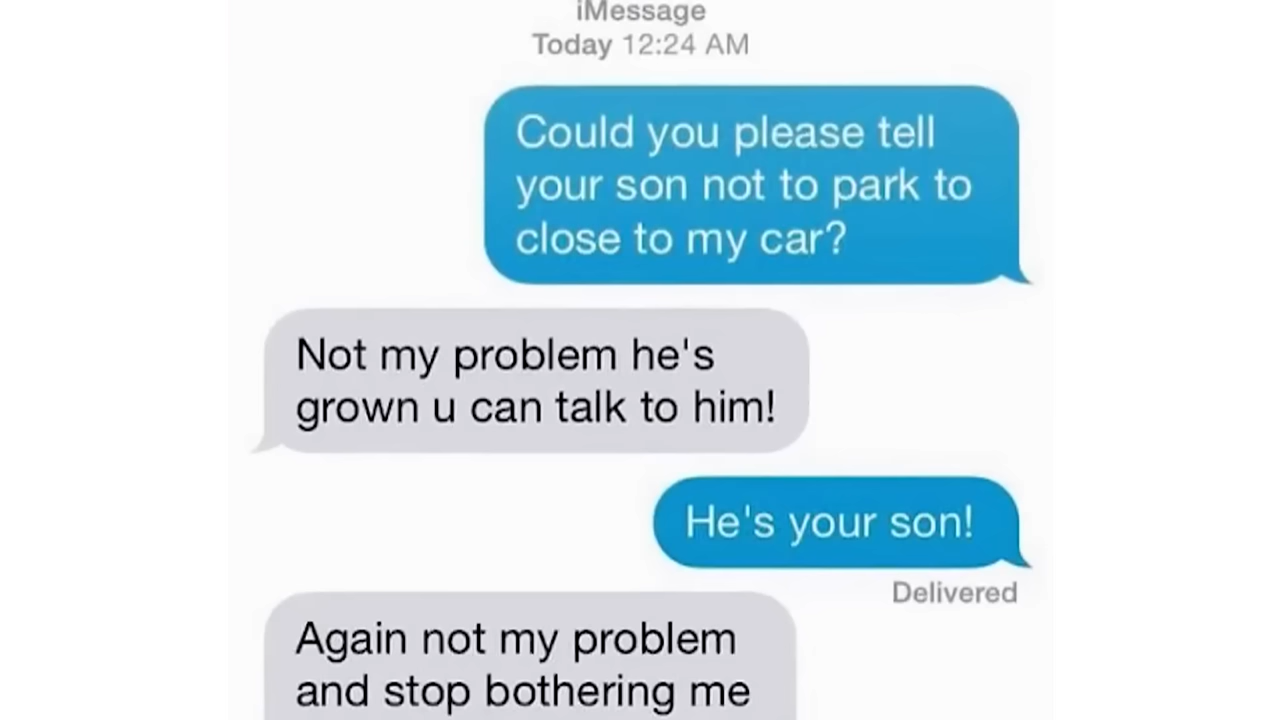 iMessage
Today 12:24 AM
Could you please tell
your son not to park to
close to my car?
Not my problem he's
grown u can talk to him!
He's your son!
Delivered
Again not my problem
and stop bothering me